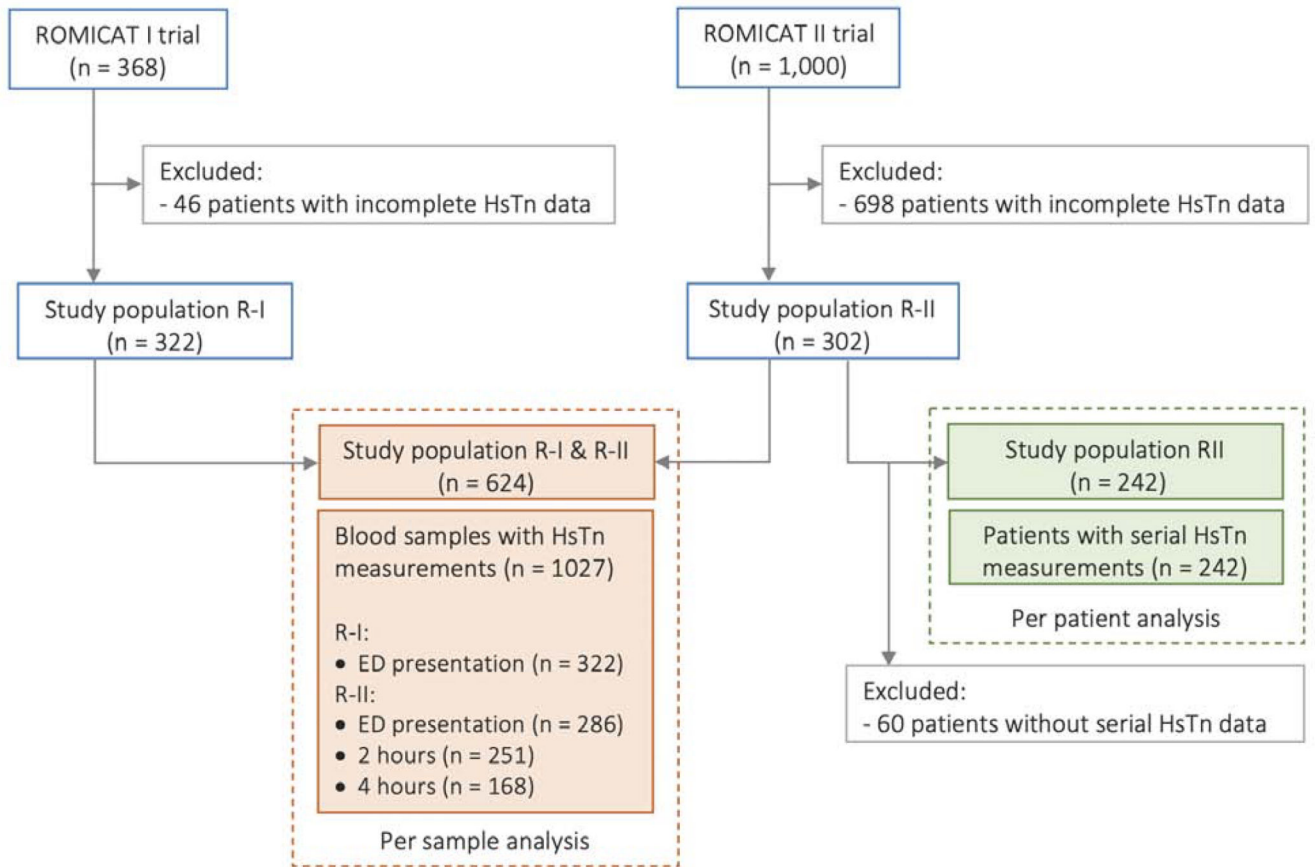 ROMICAT I trial
(n = 368)
ROMICAT II trial
(n = 1,000)
Excluded:
- 46 patients with incomplete HsTn data
Excluded:
- 698 patients with incomplete HsTn data
Study population R-I
(n = 322)
Study population R-II
(n = 302)
Study population R-I & R-II
(n = 624)
Blood samples with HsTn
measurements (n = 1027)
R-I:
• ED presentation (n = 322)
R-II:
• ED presentation (n = 286)
• 2 hours (n = 251)
• 4 hours (n = 168)
Per sample analysis
Study population RII
(n = 242)
Patients with serial HsTn
measurements (n = 242)
Per patient analysis
Excluded:
- 60 patients without serial HsTn data